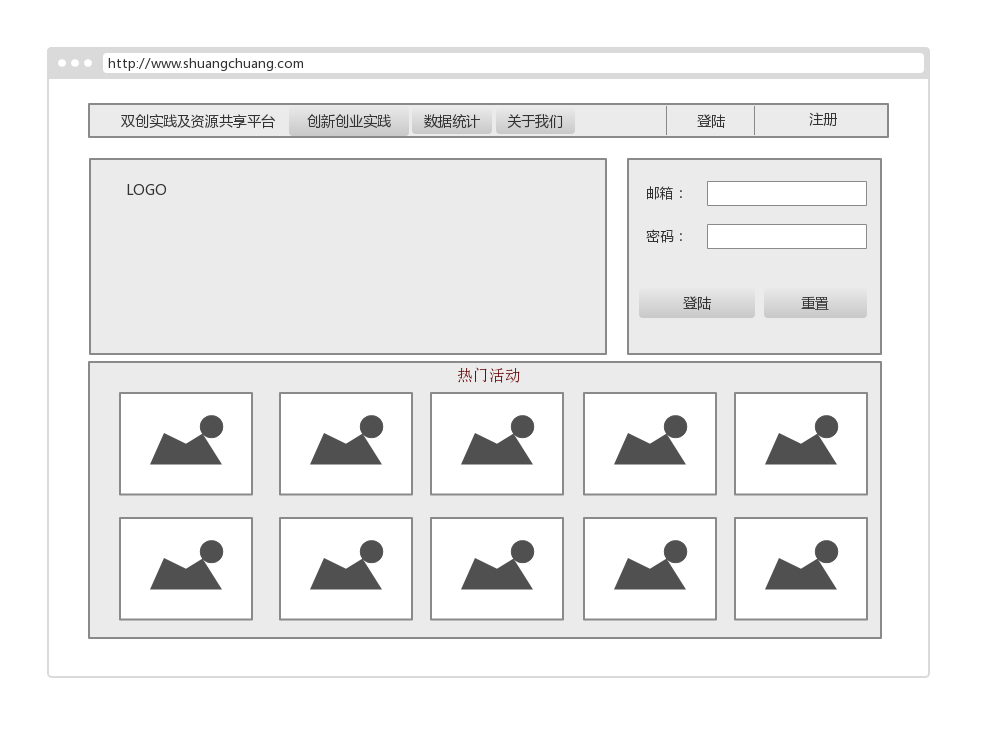 http://www.shuangchuang.com
双创实践及资源共享平台 创新创业实践 数据统计 关于我们 登陆 注册
LOGO
邮箱：
密码：
登陆 重置
热门活动